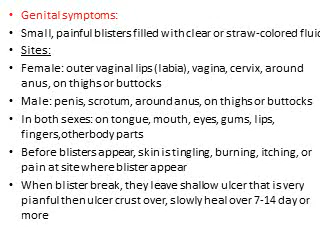 • Genital symptoms:
• Small, painful blisters filled with clear or straw-colored fluid
• Sites:
• Female: outer vaginal lips (labia), vagina, cervix, around
anus, on thighs or buttocks
• Male: penis, scrotum, around anus, on thighs or buttocks
• In both sexes: on tongue, mouth, eyes, gums, lips,
fingers,otherbody parts
• Before blisters appear, skin is tingling, burning, itching, or
pain at site where blister appear
• When blister break, they leave shallow ulcer that is very
pianful then ulcer crust over, slowly heal over 7-14 day or
more